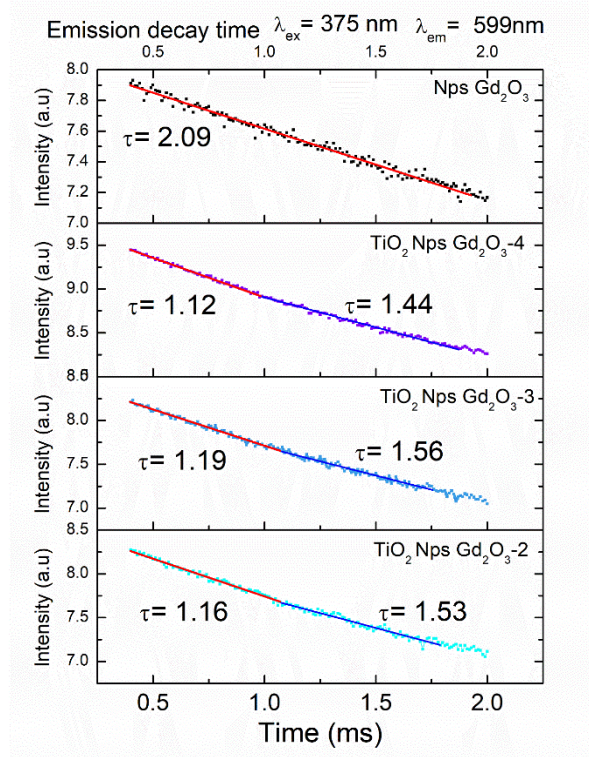 Emission decay time λex= 375 nm λem= 599nm
0.5 1.0 1.5 2.0
8.0
7.8
7.6
7.4
7.2
7.0
Intensity (a.u)
Nps Gd₂O₃
τ= 2.09
9.5
9.0
8.5
8.0
Intensity (a.u)
TiO₂ Nps Gd₂O₃-4
τ= 1.12 τ= 1.44
8.5
8.0
7.5
7.0
Intensity (a.u)
TiO₂ Nps Gd₂O₃-3
τ= 1.19 τ= 1.56
8.5
8.0
7.5
7.0
Intensity (a.u)
TiO₂ Nps Gd₂O₃-2
τ= 1.16 τ= 1.53
0.5 1.0 1.5 2.0
Time (ms)